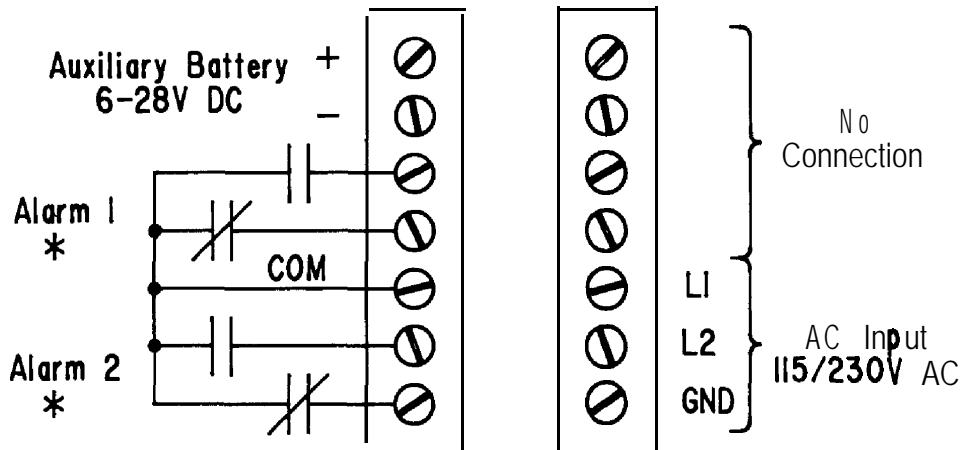 Auxiliary Battery +
6-28V DC
−
Alarm 1
*
COM
Alarm 2
*
No
Connection
L1
L2
GND
AC Input
115/230V AC